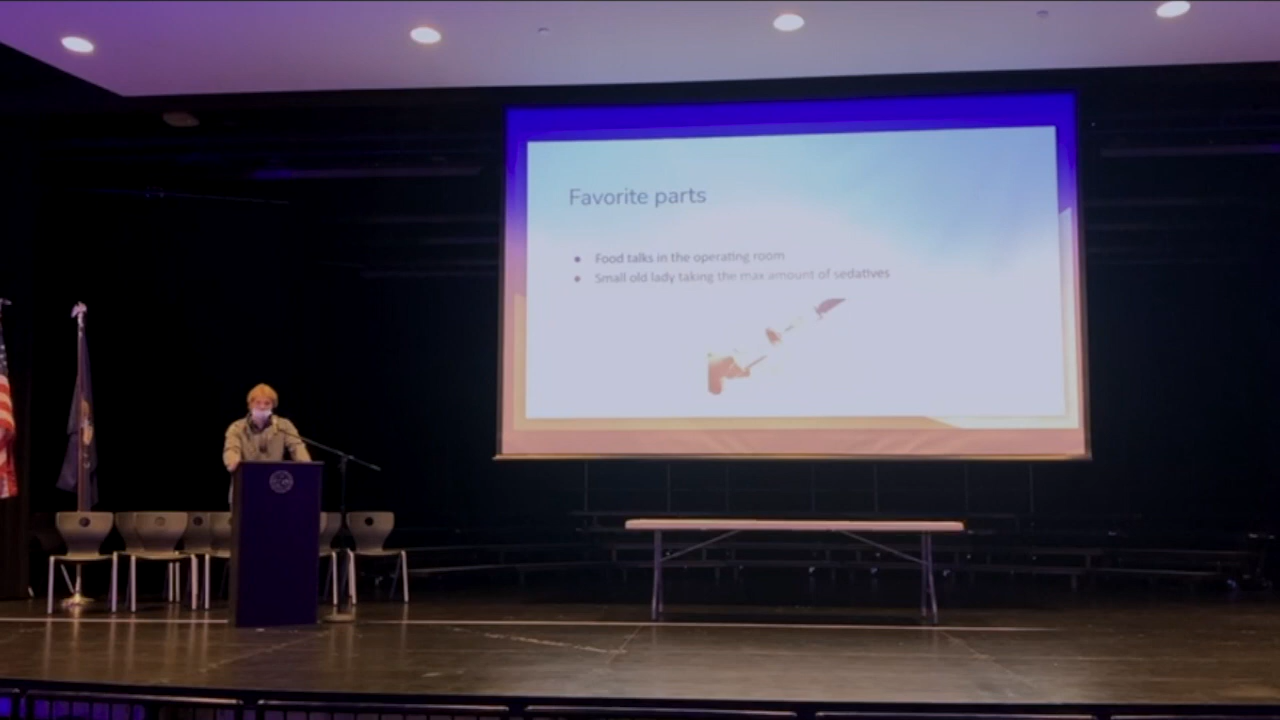 Favorite parts
Food talks in the operating room
Small old lady taking the max amount of sedatives